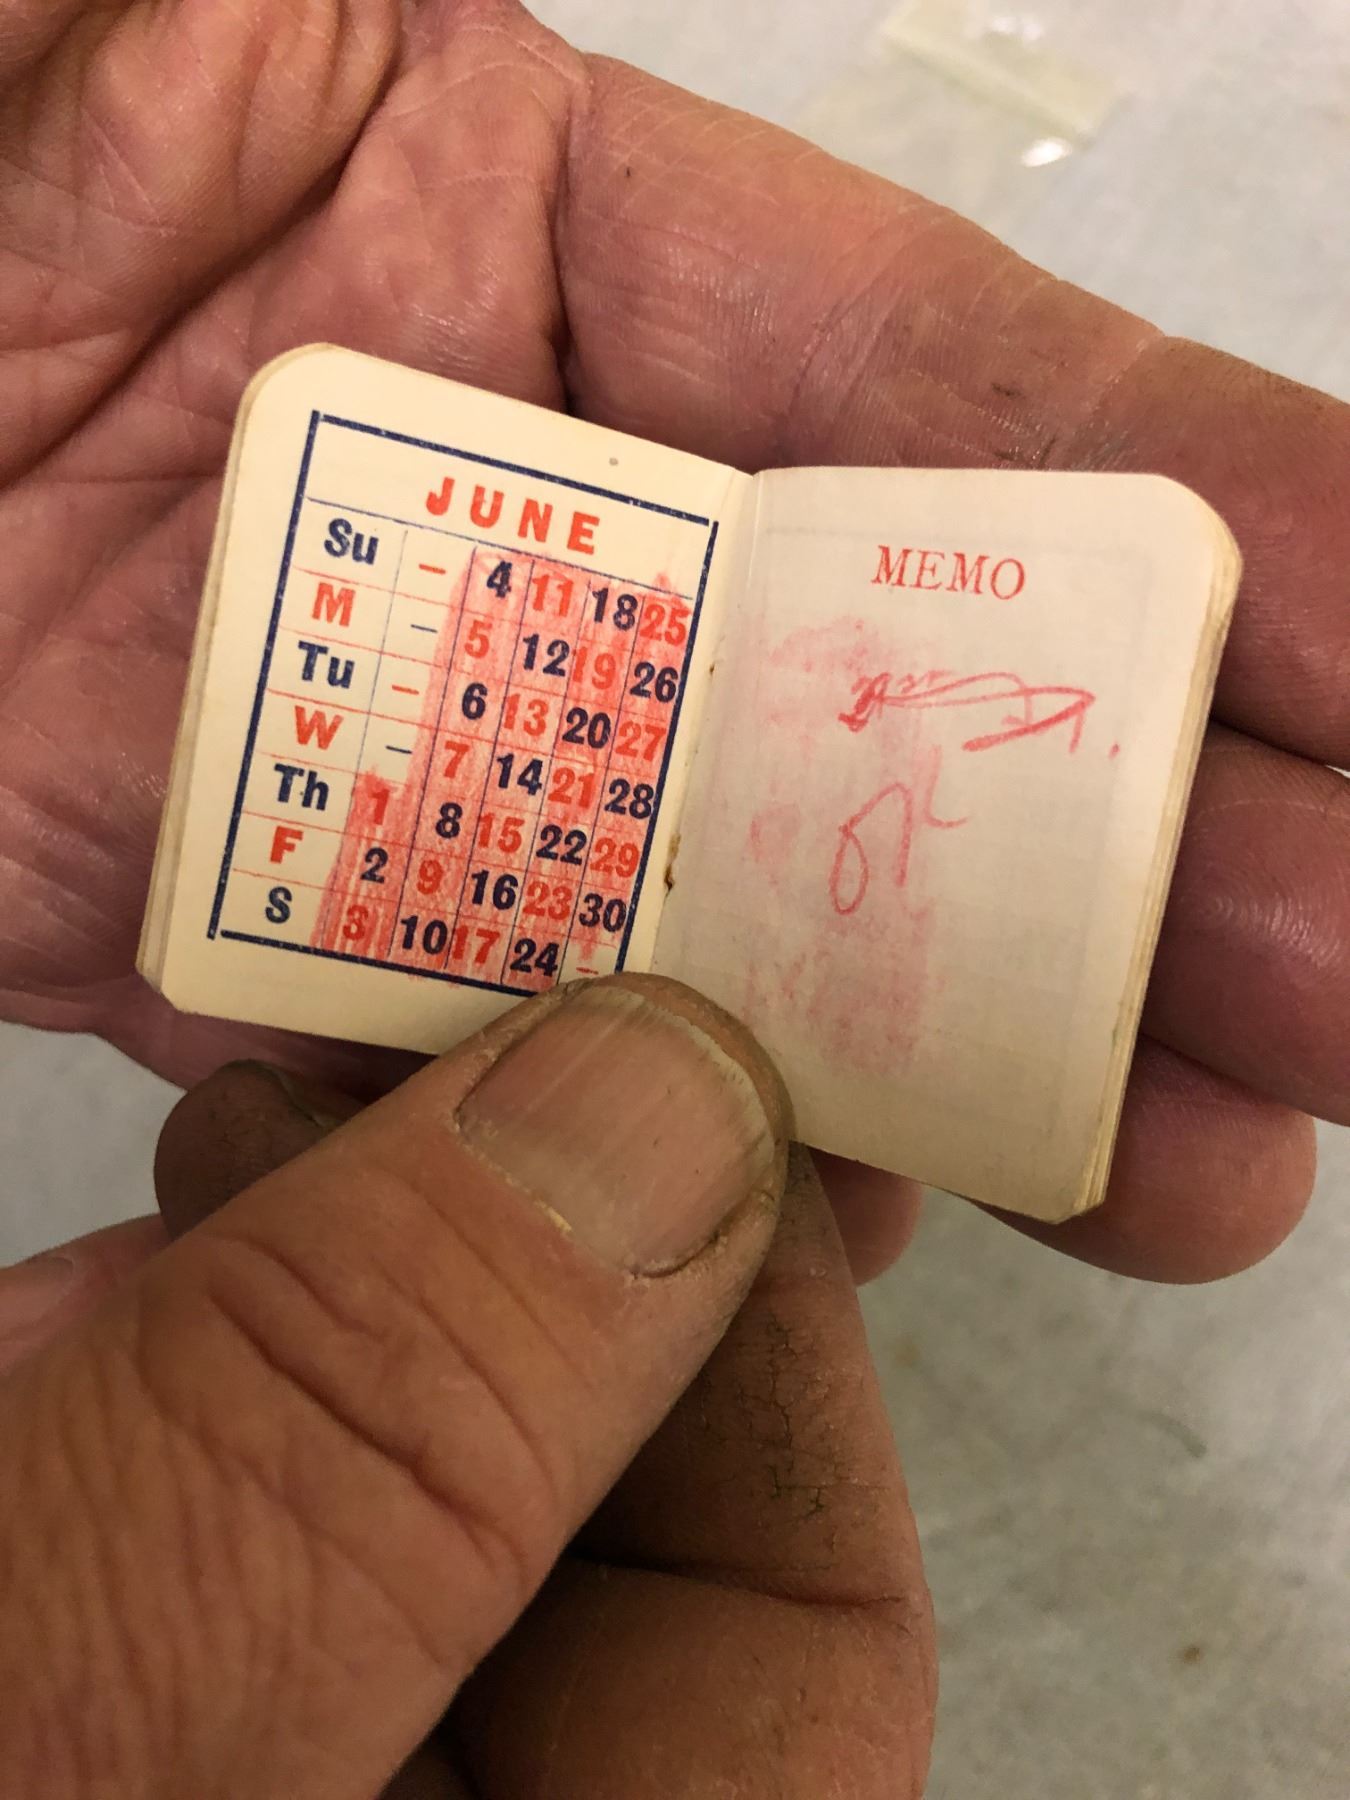 JUNE
Su – 4 11 18 25
M – 5 12 19 26
Tu – 6 13 20 27
W – 7 14 21 28
Th 1 8 15 22 29
F 2 9 16 23 30
S 3 10 17 24 –
MEMO